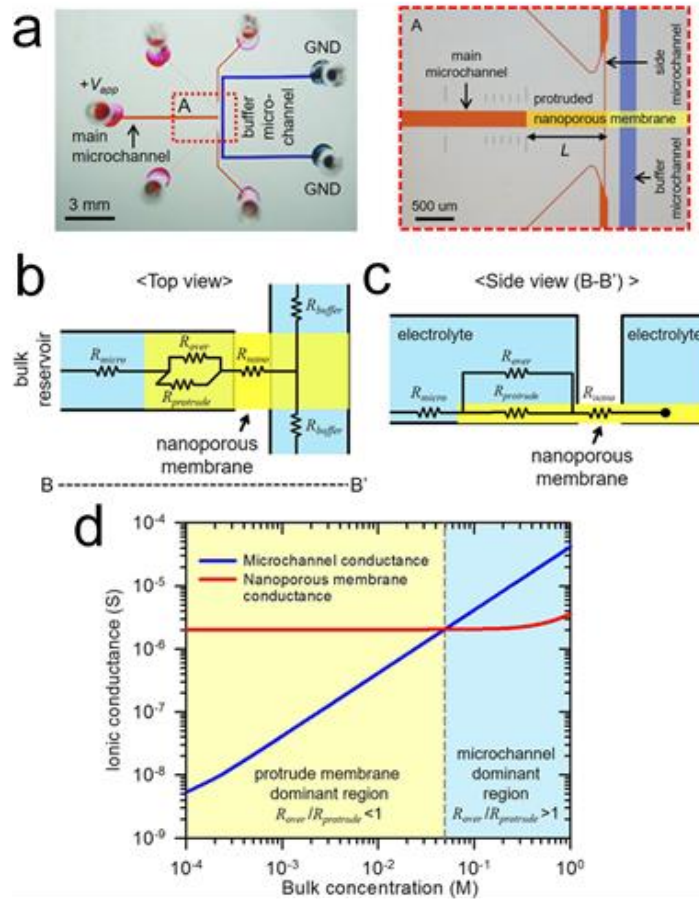 a
+V_app
main
microchannel
3 mm
A
GND
buffer
micro-
channel
GND
A
main
microchannel
protruded
nanoporous membrane
L
500 um
side
microchannel
buffer
microchannel
b
<Top view>
bulk
reservoir
R_micro
R_over
R_protrude
R_nano
R_buffer
R_buffer
nanoporous
membrane
B
B'
c
<Side view (B-B') >
electrolyte
electrolyte
R_over
R_micro
R_protrude
R_nano
nanoporous
membrane
d
Ionic conductance (S)
10⁻⁴
10⁻⁵
10⁻⁶
10⁻⁷
10⁻⁸
10⁻⁹
Microchannel conductance
Nanoporous membrane
conductance
protrude membrane
dominant region
R_over/R_protrude<1
microchannel
dominant
region
R_over/R_protrude>1
10⁻⁴
10⁻³
10⁻²
10⁻¹
10⁰
Bulk concentration (M)